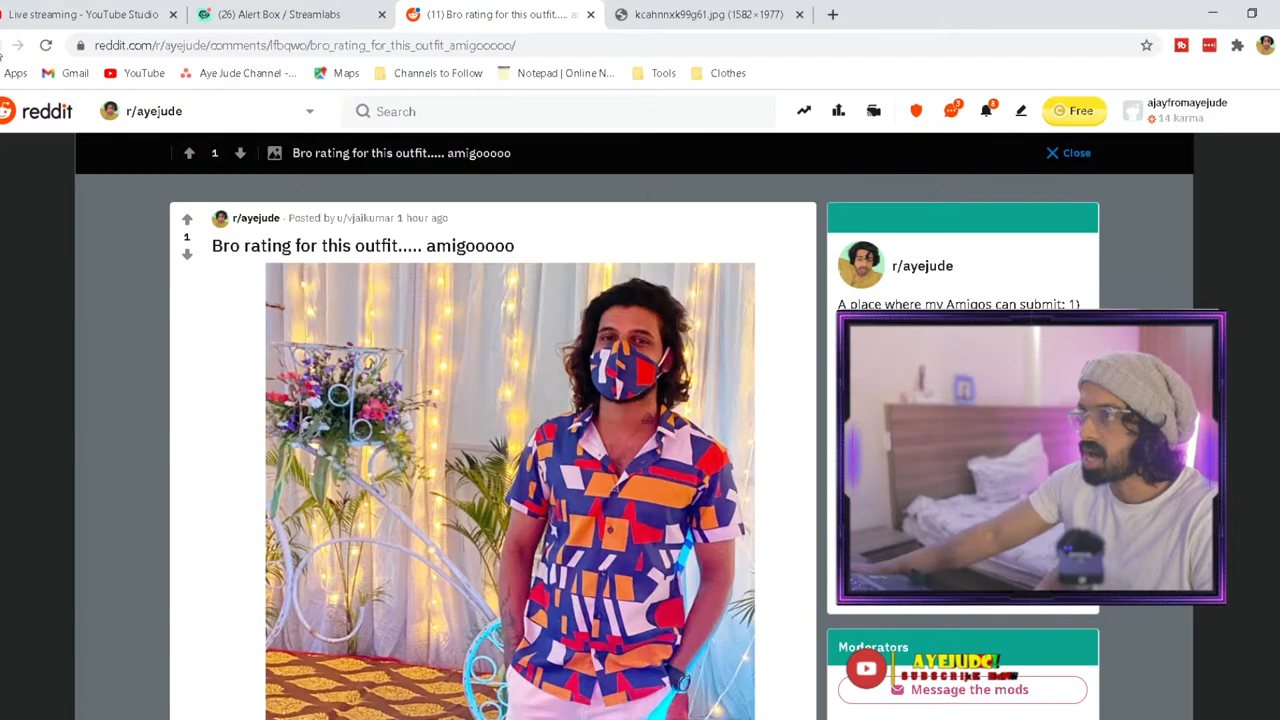 Live streaming - YouTube Studio
(26) Alert Box / Streamlabs
(11) Bro rating for this outfit..... a
kcahnnxk99g61.jpg (1582×1977)
reddit.com/r/ayejude/comments/lfbqwo/bro_rating_for_this_outfit_amigooooo/
Apps
Gmail
YouTube
Aye Jude Channel -...
Maps
Channels to Follow
Notepad | Online N...
Tools
Clothes
reddit
r/ayejude
Search
3
8
Free
ajayfromayejude
14 karma
1
Bro rating for this outfit..... amigooooo
Close
r/ayejude · Posted by u/vjaikumar 1 hour ago
1
Bro rating for this outfit..... amigooooo
r/ayejude
A place where my Amigos can submit: 1)
Moderators
AYEJUDE!
SUBSCRIBE NOW
Message the mods